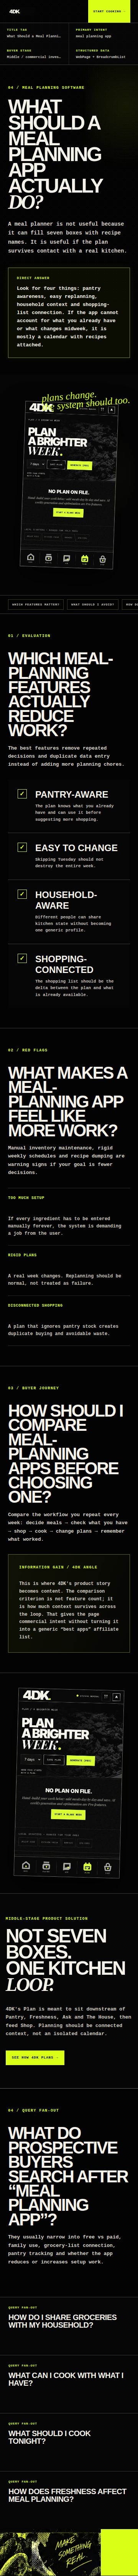 4DK
START COOKING
TITLE TAG
What Should a Meal Planni…
PRIMARY INTENT
meal planning app
BUYER STAGE
Middle / commercial inves…
STRUCTURED DATA
WebPage + BreadcrumbList
04 / MEAL PLANNING SOFTWARE
WHAT
SHOULD A
MEAL
PLANNING
APP
ACTUALLY
DO?
A meal planner is not useful because
it can fill seven boxes with recipe
names. It is useful if the plan
survives contact with a real kitchen.
DIRECT ANSWER
Look for four things: pantry
awareness, easy replanning,
household context and shopping-
list connection. If the app cannot
account for what you already have
or what changes midweek, it is
mostly a calendar with recipes
attached.
plans change.
system should too.
4DK
PLAN
A BRIGHTER
WEEK.
NO PLAN ON FILE.
WHICH FEATURES MATTER?
WHAT SHOULD I AVOID?
01 / EVALUATION
WHICH MEAL-
PLANNING
FEATURES
ACTUALLY
REDUCE
WORK?
The best features remove repeated
decisions and duplicate data entry
instead of adding more planning chores.
✓
PANTRY-AWARE
The plan knows what you already
have and can use it before
suggesting more shopping.
✓
EASY TO CHANGE
Skipping Tuesday should not
destroy the entire week.
✓
HOUSEHOLD-
AWARE
Different people can share
kitchen state without becoming
one generic profile.
✓
SHOPPING-
CONNECTED
The shopping list should be the
delta between the plan and what
is already available.
02 / RED FLAGS
WHAT MAKES A
MEAL-
PLANNING APP
FEEL LIKE
MORE WORK?
Manual inventory maintenance, rigid
weekly schedules and recipe dumping are
warning signs if your goal is fewer
decisions.
TOO MUCH SETUP
If every ingredient has to be entered
manually forever, the system is demanding
a job from the user.
RIGID PLANS
A real week changes. Replanning should be
normal, not treated as failure.
DISCONNECTED SHOPPING
A plan that ignores pantry stock creates
duplicate buying and avoidable waste.
03 / BUYER JOURNEY
HOW SHOULD I
COMPARE
MEAL-
PLANNING
APPS BEFORE
CHOOSING
ONE?
Compare the workflow you repeat every
week: decide meals → check what you have
→ shop → cook → change plans → remember
what worked.
INFORMATION GAIN / 4DK ANGLE
This is where 4DK's product story
becomes content. The comparison
criterion is not feature count; it
is how much context survives across
the loop. That gives the page
commercial intent without turning it
into a generic “best apps” affiliate
list.
4DK.
PLAN
A BRIGHTER
WEEK.
NO PLAN ON FILE.
MIDDLE-STAGE PRODUCT SOLUTION
NOT SEVEN
BOXES.
ONE KITCHEN
LOOP.
4DK's Plan is meant to sit downstream of
Pantry, Freshness, Ask and The House, then
feed Shop. Planning should be connected
context, not an isolated calendar.
SEE HOW 4DK PLANS
04 / QUERY FAN-OUT
WHAT DO
PROSPECTIVE
BUYERS
SEARCH AFTER
“MEAL
PLANNING
APP”?
They usually narrow into free vs paid,
family use, grocery-list connection,
pantry tracking and whether the app
reduces or increases setup work.
QUERY FAN-OUT
HOW DO I SHARE GROCERIES
WITH MY HOUSEHOLD?
QUERY FAN-OUT
WHAT CAN I COOK WITH WHAT I
HAVE?
QUERY FAN-OUT
WHAT SHOULD I COOK
TONIGHT?
QUERY FAN-OUT
HOW DOES FRESHNESS AFFECT
MEAL PLANNING?
MAKE
SOMETHING
REAL.